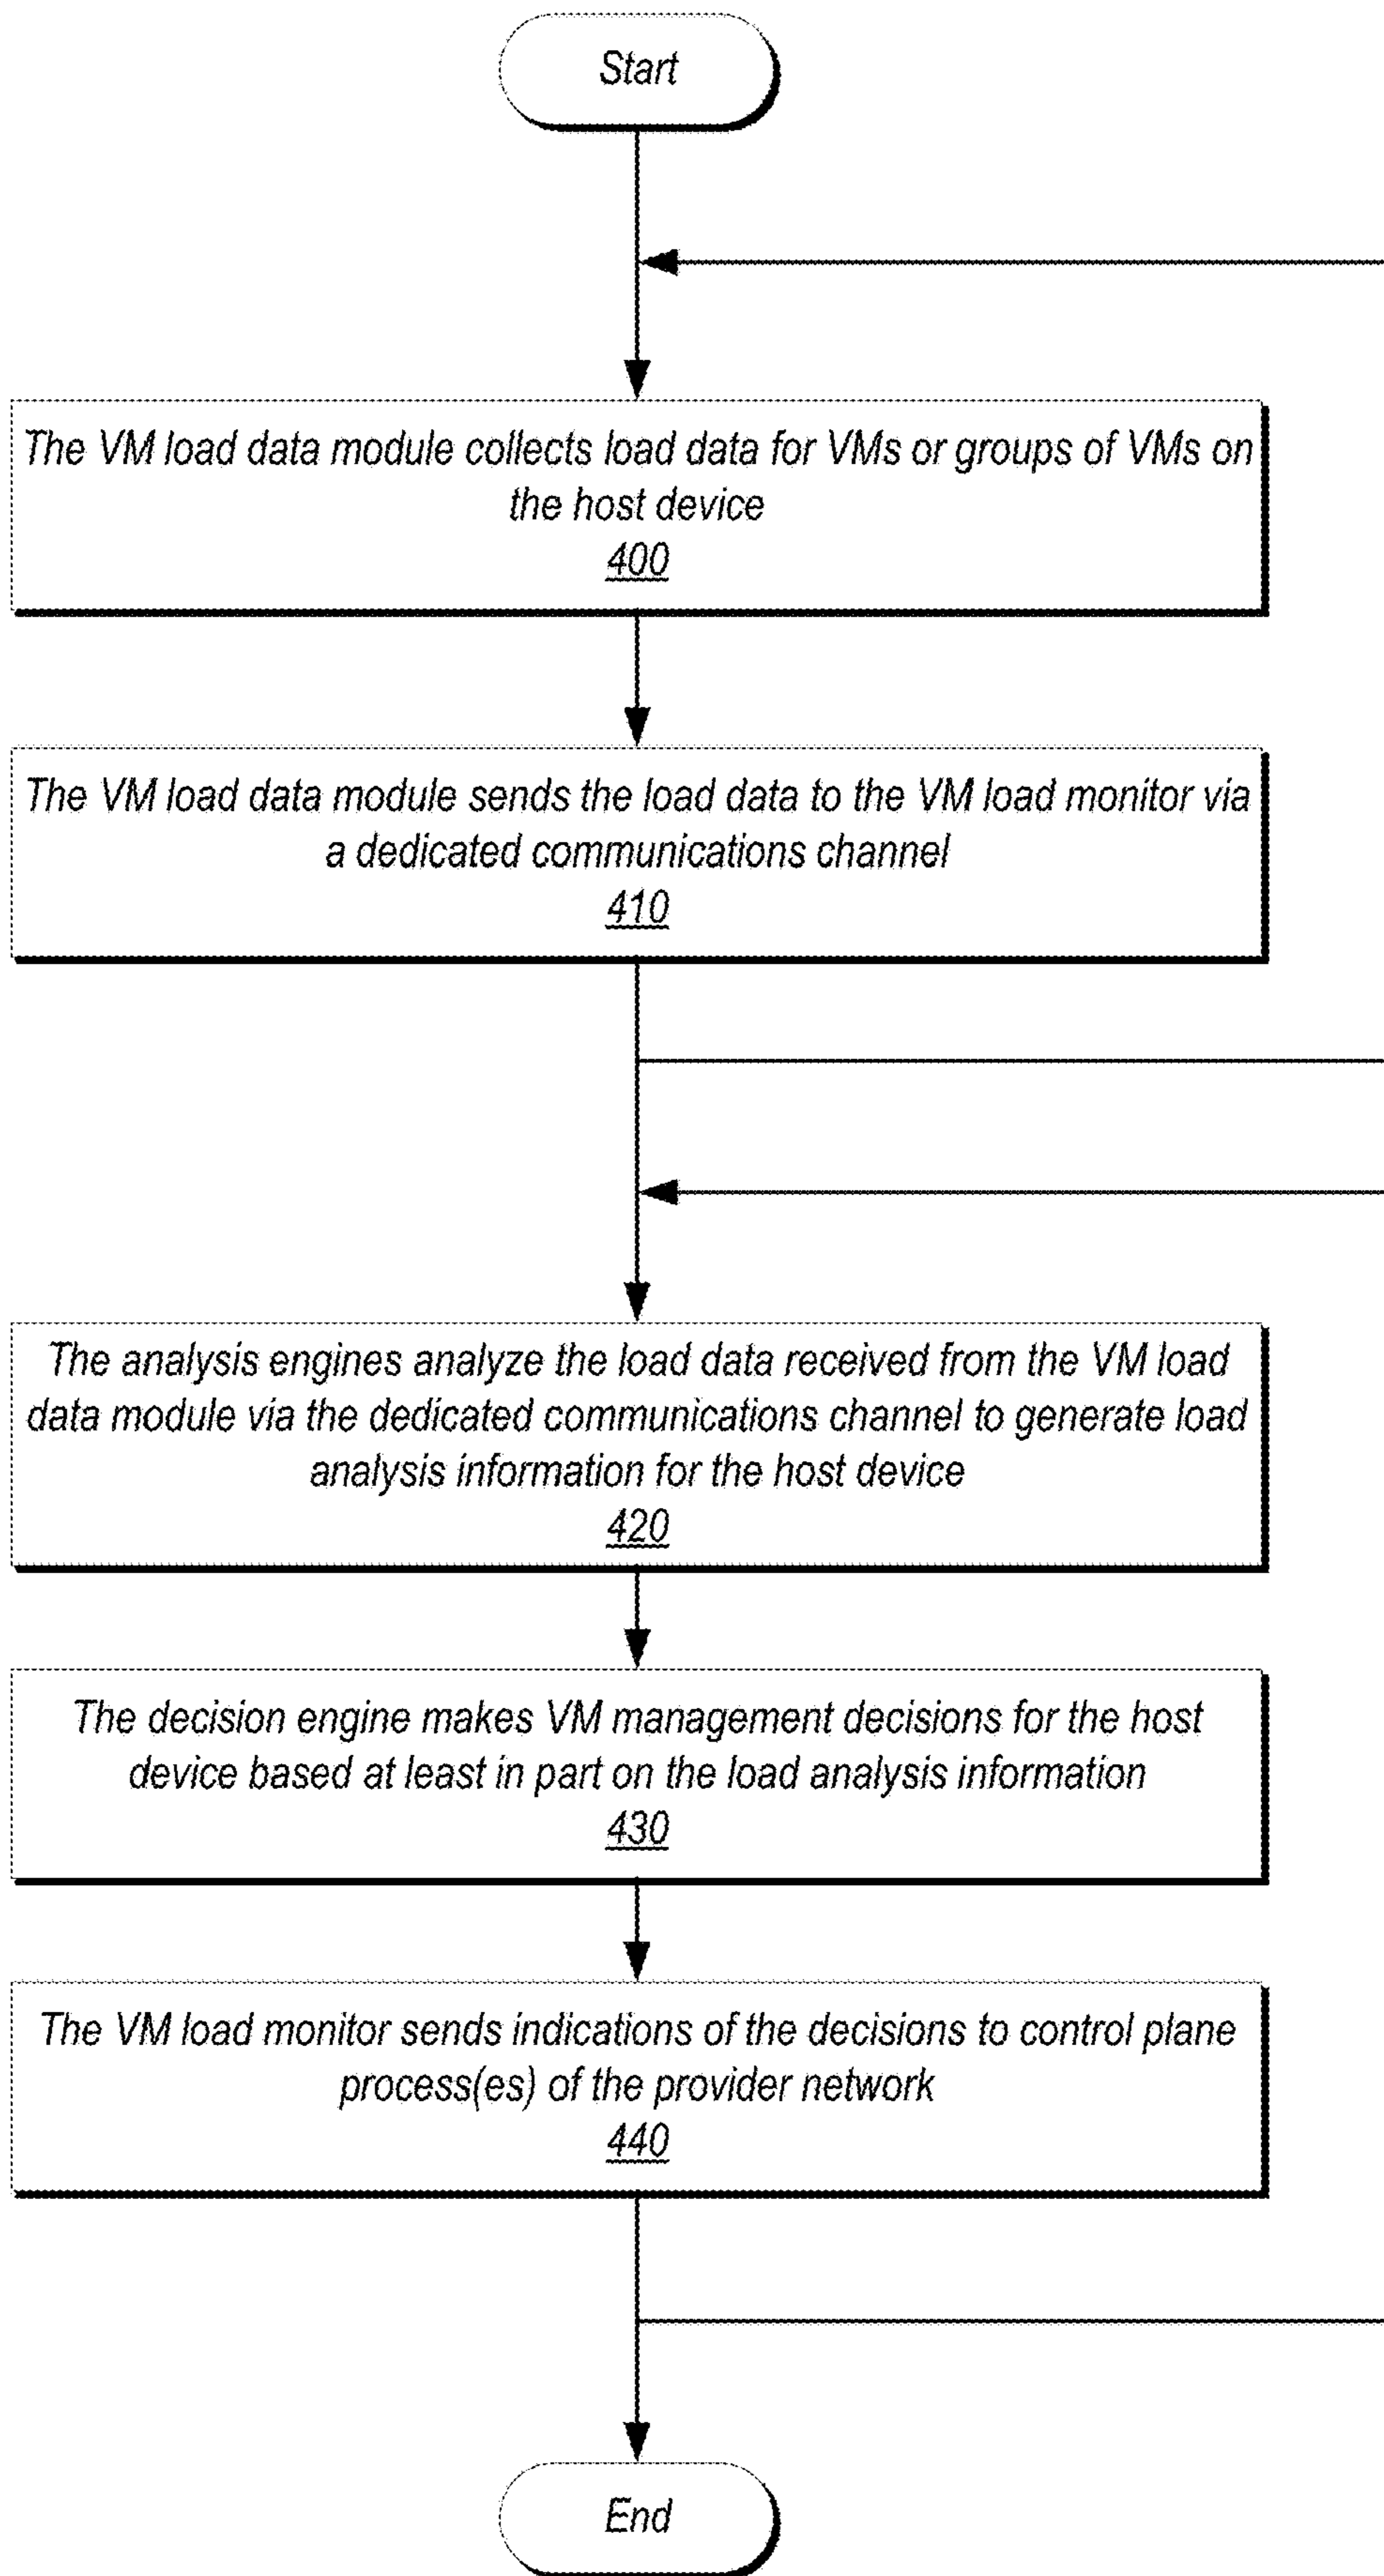 Start
The VM load data module collects load data for VMs or groups of VMs on
the host device
400
The VM load data module sends the load data to the VM load monitor via
a dedicated communications channel
410
The analysis engines analyze the load data received from the VM load
data module via the dedicated communications channel to generate load
analysis information for the host device
420
The decision engine makes VM management decisions for the host
device based at least in part on the load analysis information
430
The VM load monitor sends indications of the decisions to control plane
process(es) of the provider network
440
End